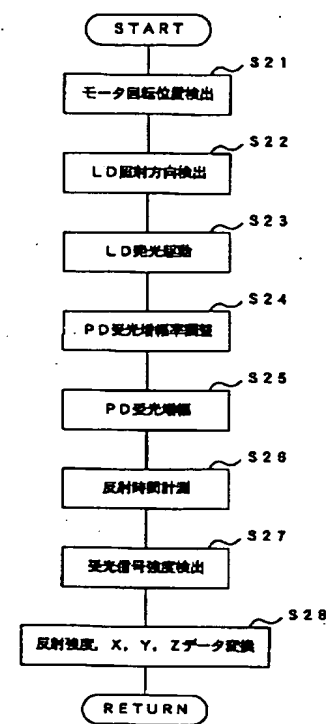 START
S21
モータ回転位置検出
S22
LD照射方向検出
S23
LD発光駆動
S24
PD受光増幅率調整
S25
PD受光増幅
S26
反射時間計測
S27
受光信号強度検出
S28
反射強度,X,Y,Zデータ変換
RETURN